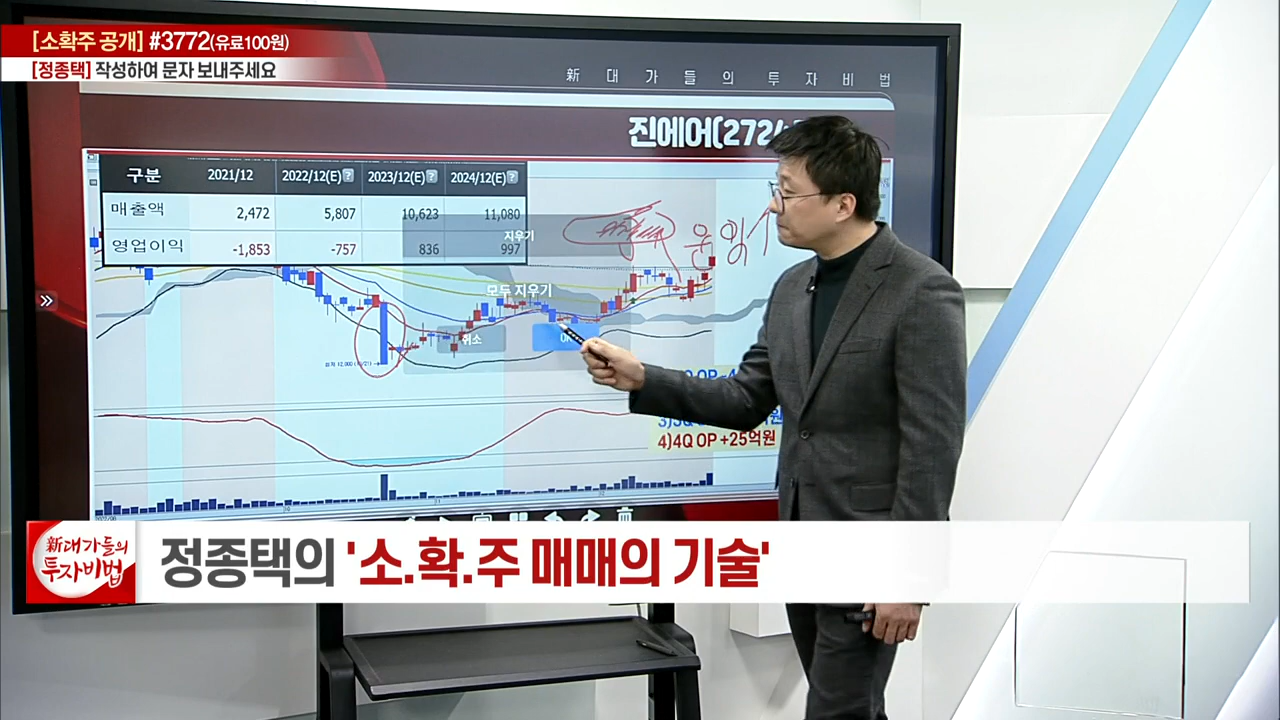 [소확주 공개] #3772(유료100원)
[정종택] 작성하여 문자 보내주세요
新 대 가 들 의 투 자 비 법
진에어(272
구분 2021/12 2022/12(E) 2023/12(E) 2024/12(E)
매출액 2,472 5,807 10,623 11,080
영업이익 -1,853 -757 836 997
지우기
운임↑
모두 지우기
취소
4)4Q OP +25억원
新대가들의
투자비법
정종택의 '소.확.주 매매의 기술'